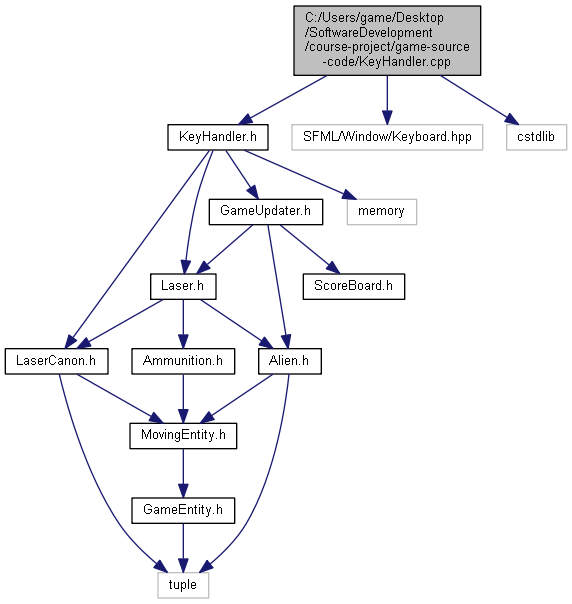 C:/Users/game/Desktop
/SoftwareDevelopment
/course-project/game-source
-code/KeyHandler.cpp
KeyHandler.h
SFML/Window/Keyboard.hpp
cstdlib
GameUpdater.h
memory
Laser.h
ScoreBoard.h
LaserCanon.h
Ammunition.h
Alien.h
MovingEntity.h
GameEntity.h
tuple